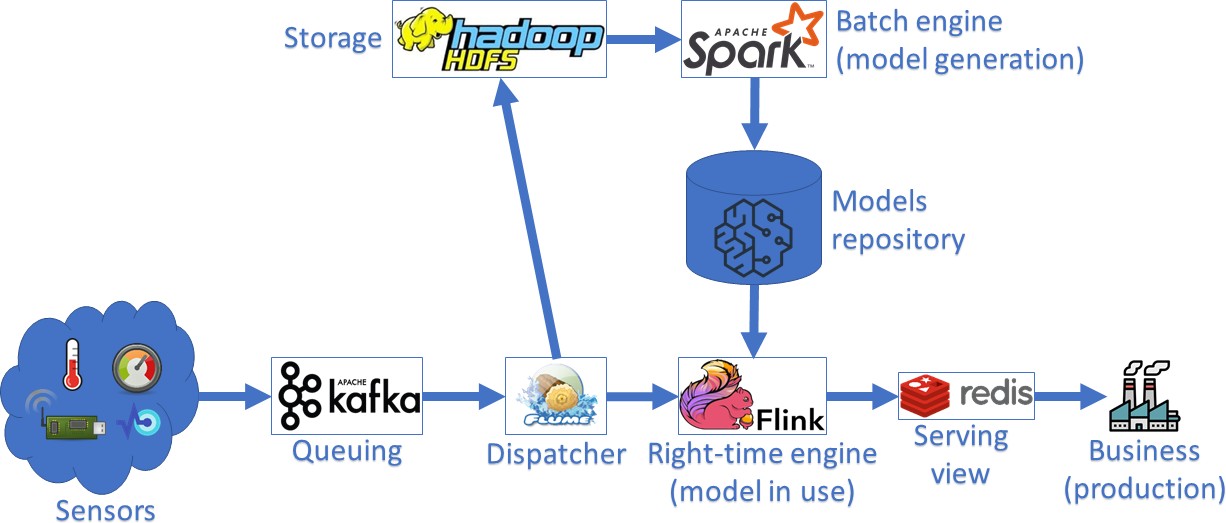 Storage
hadoop
HDFS
APACHE
Spark™
Batch engine
(model generation)
Models
repository
Sensors
APACHE
kafka
Queuing
FLUME
Dispatcher
Flink
Right-time engine
(model in use)
redis
Serving
view
Business
(production)